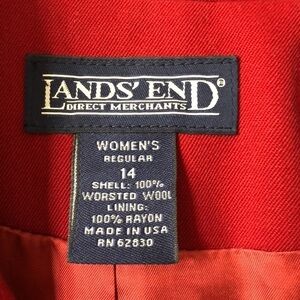 LANDS' END®
DIRECT MERCHANTS
WOMEN'S
REGULAR
14
SHELL: 100%
WORSTED WOOL
LINING:
100% RAYON
MADE IN USA
RN 62830